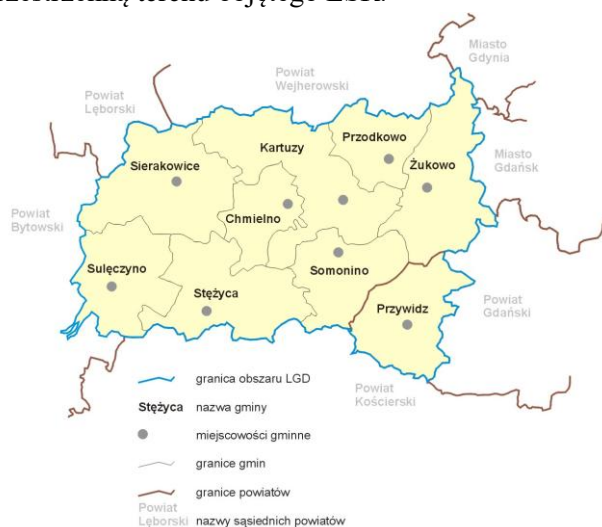 Miasto
Gdynia
Powiat
Wejherowski
Powiat
Lęborski
Przodkowo
Kartuzy
Miasto
Gdańsk
Sierakowice
Żukowo
Powiat
Bytowski
Chmielno
Sulęczyno
Somonino
Stężyca
Przywidz
Powiat
Gdański
Powiat
Kościerski
granica obszaru LGD
Stężyca nazwa gminy
miejscowości gminne
granice gmin
granice powiatów
Powiat
Lęborski nazwy sąsiednich powiatów